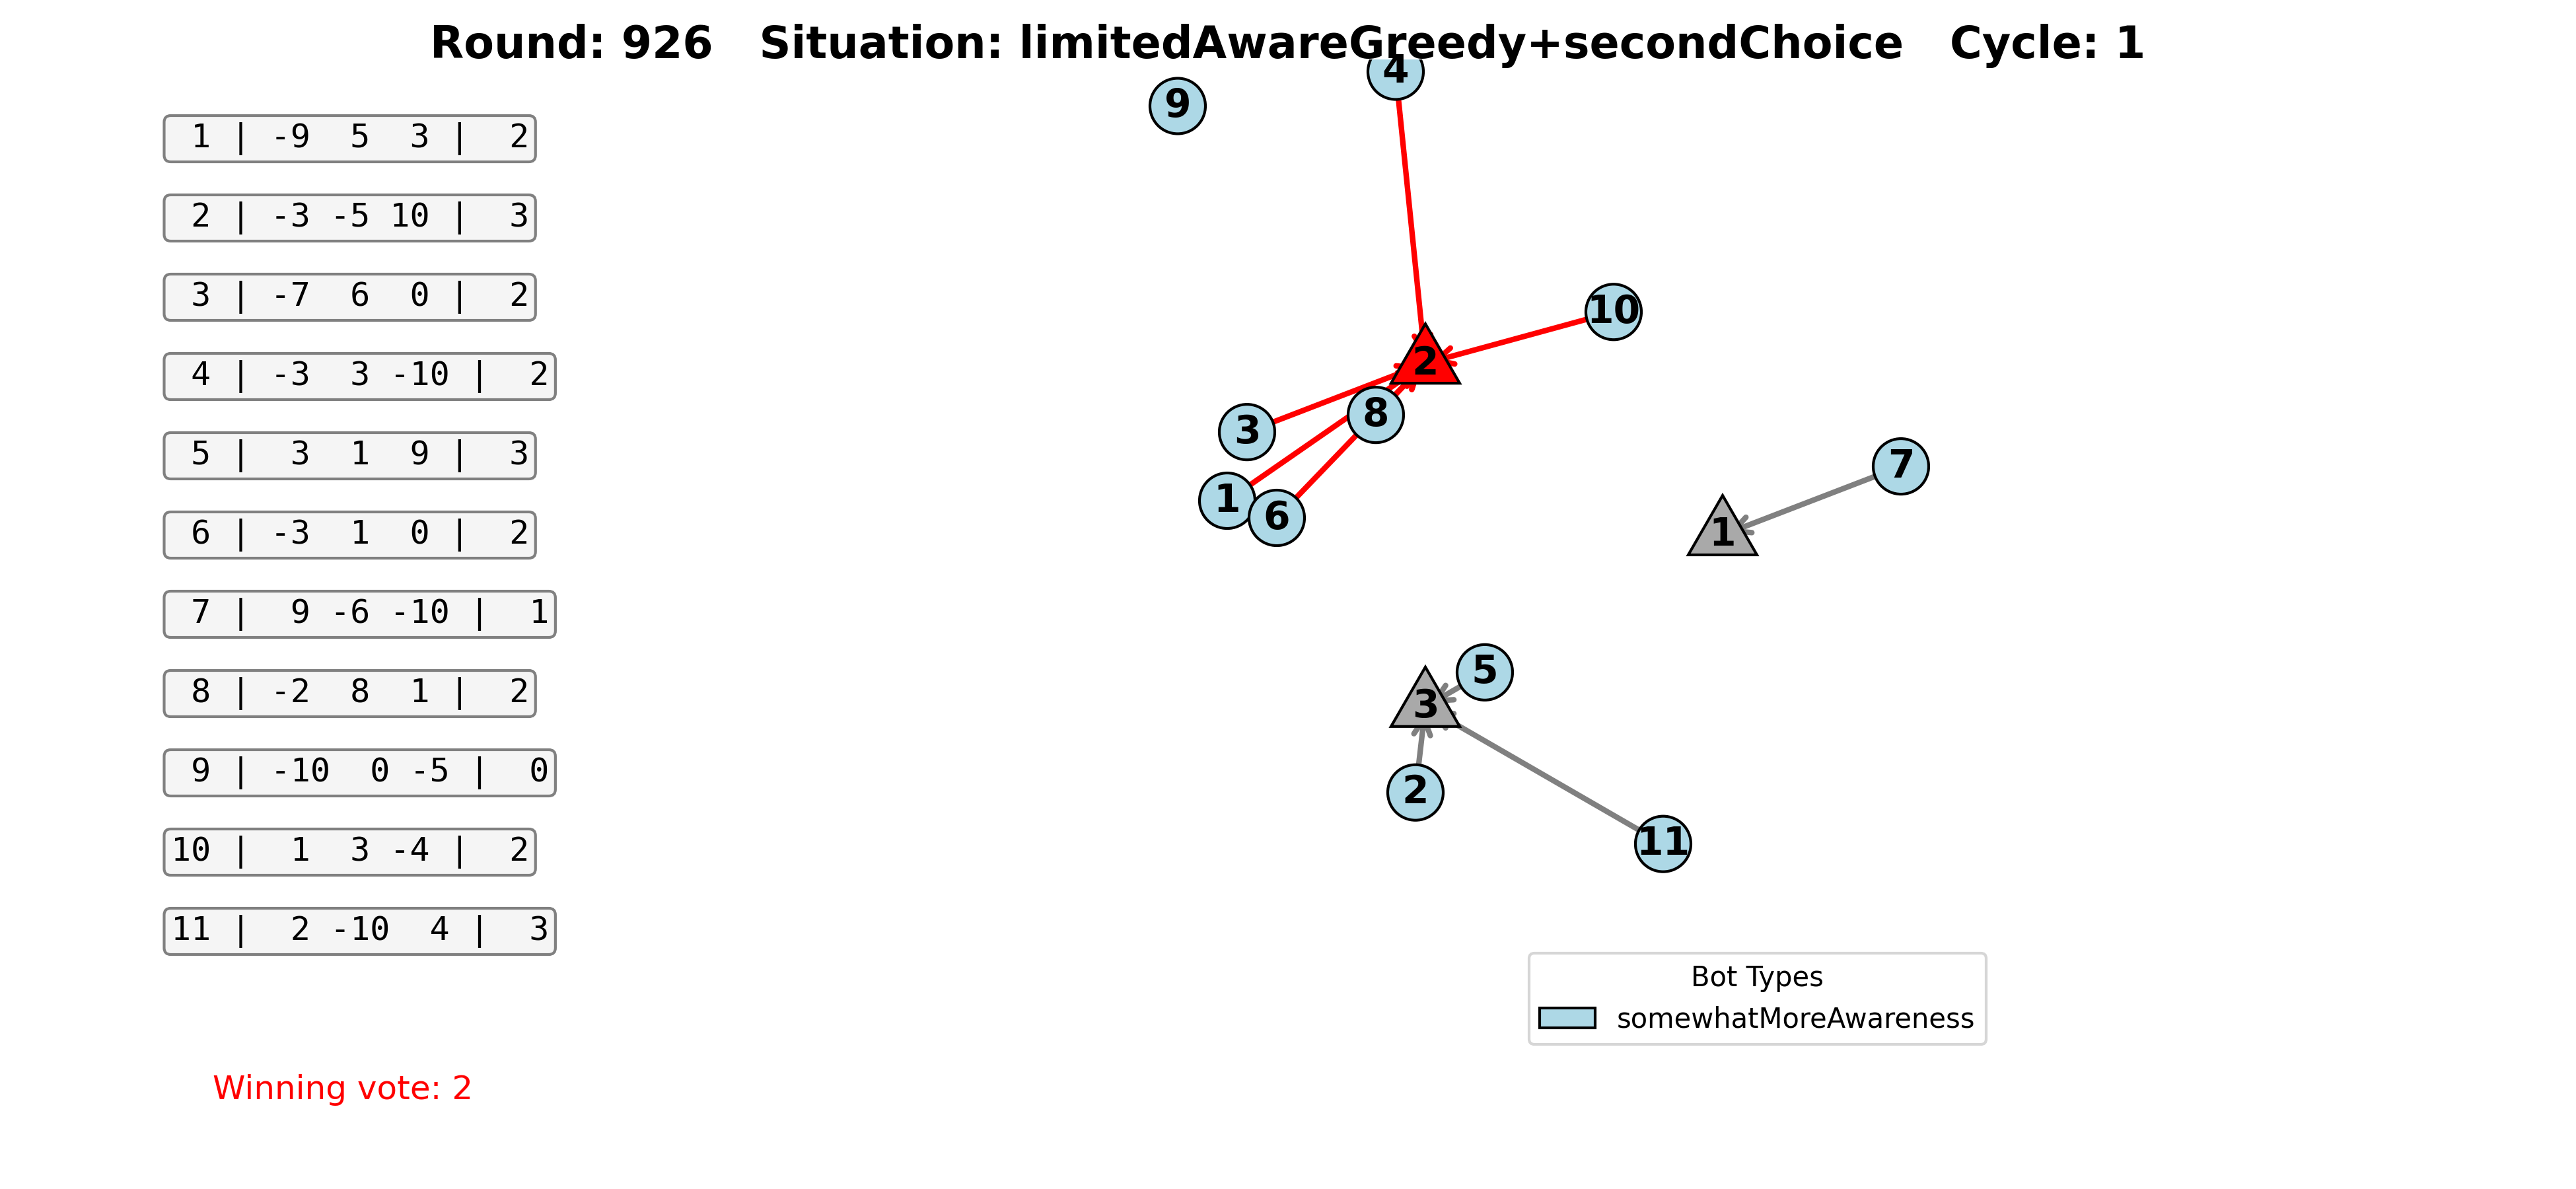 Round: 926   Situation: limitedAwareGreedy+secondChoice   Cycle: 1
1 | -9  5  3 |  2
2 | -3 -5 10 |  3
3 | -7  6  0 |  2
4 | -3  3 -10 |  2
5 |  3  1  9 |  3
6 | -3  1  0 |  2
7 |  9 -6 -10 |  1
8 | -2  8  1 |  2
9 | -10  0 -5 |  0
10 |  1  3 -4 |  2
11 |  2 -10  4 |  3
Winning vote: 2
4
9
10
2
8
3
7
1
6
1
5
3
2
11
Bot Types
somewhatMoreAwareness